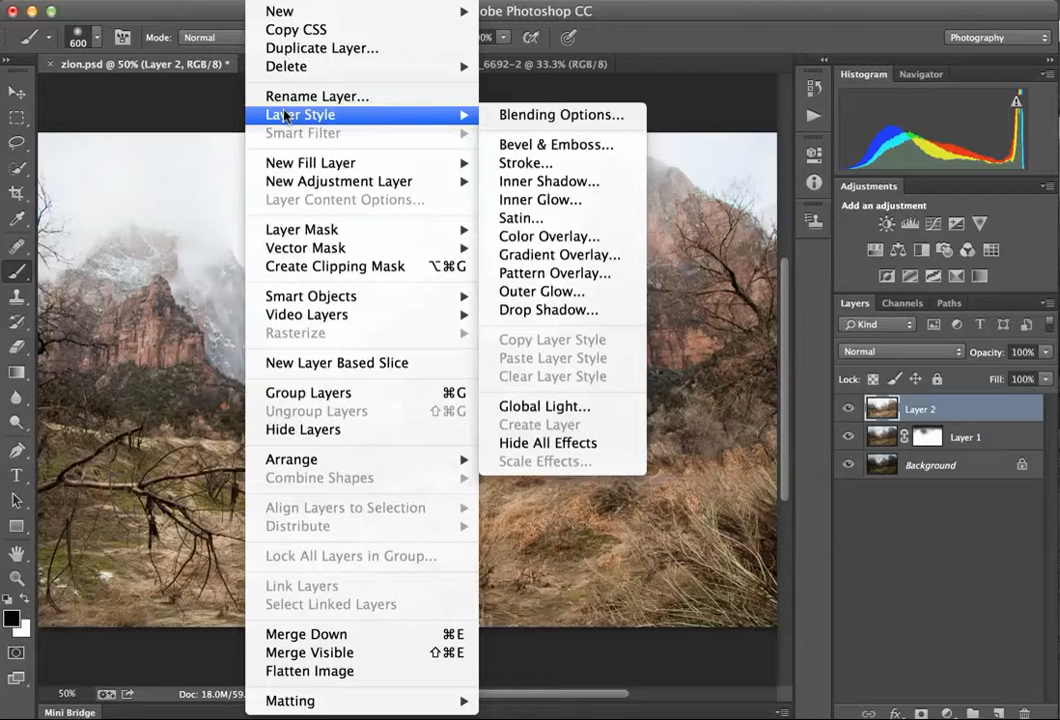 dobe Photoshop CC
600
Mode:
Normal
0%
Photography
× zion.psd @ 50% (Layer 2, RGB/8) *
_6692-2 @ 33.3% (RGB/8)
New
Copy CSS
Duplicate Layer...
Delete
Rename Layer...
Layer Style
Smart Filter
New Fill Layer
New Adjustment Layer
Layer Content Options...
Layer Mask
Vector Mask
Create Clipping Mask ⌥⌘G
Smart Objects
Video Layers
Rasterize
New Layer Based Slice
Group Layers ⌘G
Ungroup Layers ⇧⌘G
Hide Layers
Arrange
Combine Shapes
Align Layers to Selection
Distribute
Lock All Layers in Group...
Link Layers
Select Linked Layers
Merge Down ⌘E
Merge Visible ⇧⌘E
Flatten Image
Matting
Blending Options...
Bevel & Emboss...
Stroke...
Inner Shadow...
Inner Glow...
Satin...
Color Overlay...
Gradient Overlay...
Pattern Overlay...
Outer Glow...
Drop Shadow...
Copy Layer Style
Paste Layer Style
Clear Layer Style
Global Light...
Create Layer
Hide All Effects
Scale Effects...
Histogram
Navigator
Adjustments
Add an adjustment
Layers
Channels
Paths
Kind
Normal
Opacity: 100%
Lock:
Fill: 100%
Layer 2
Layer 1
Background
fx
T
50%
Doc: 18.0M/59.
Mini Bridge